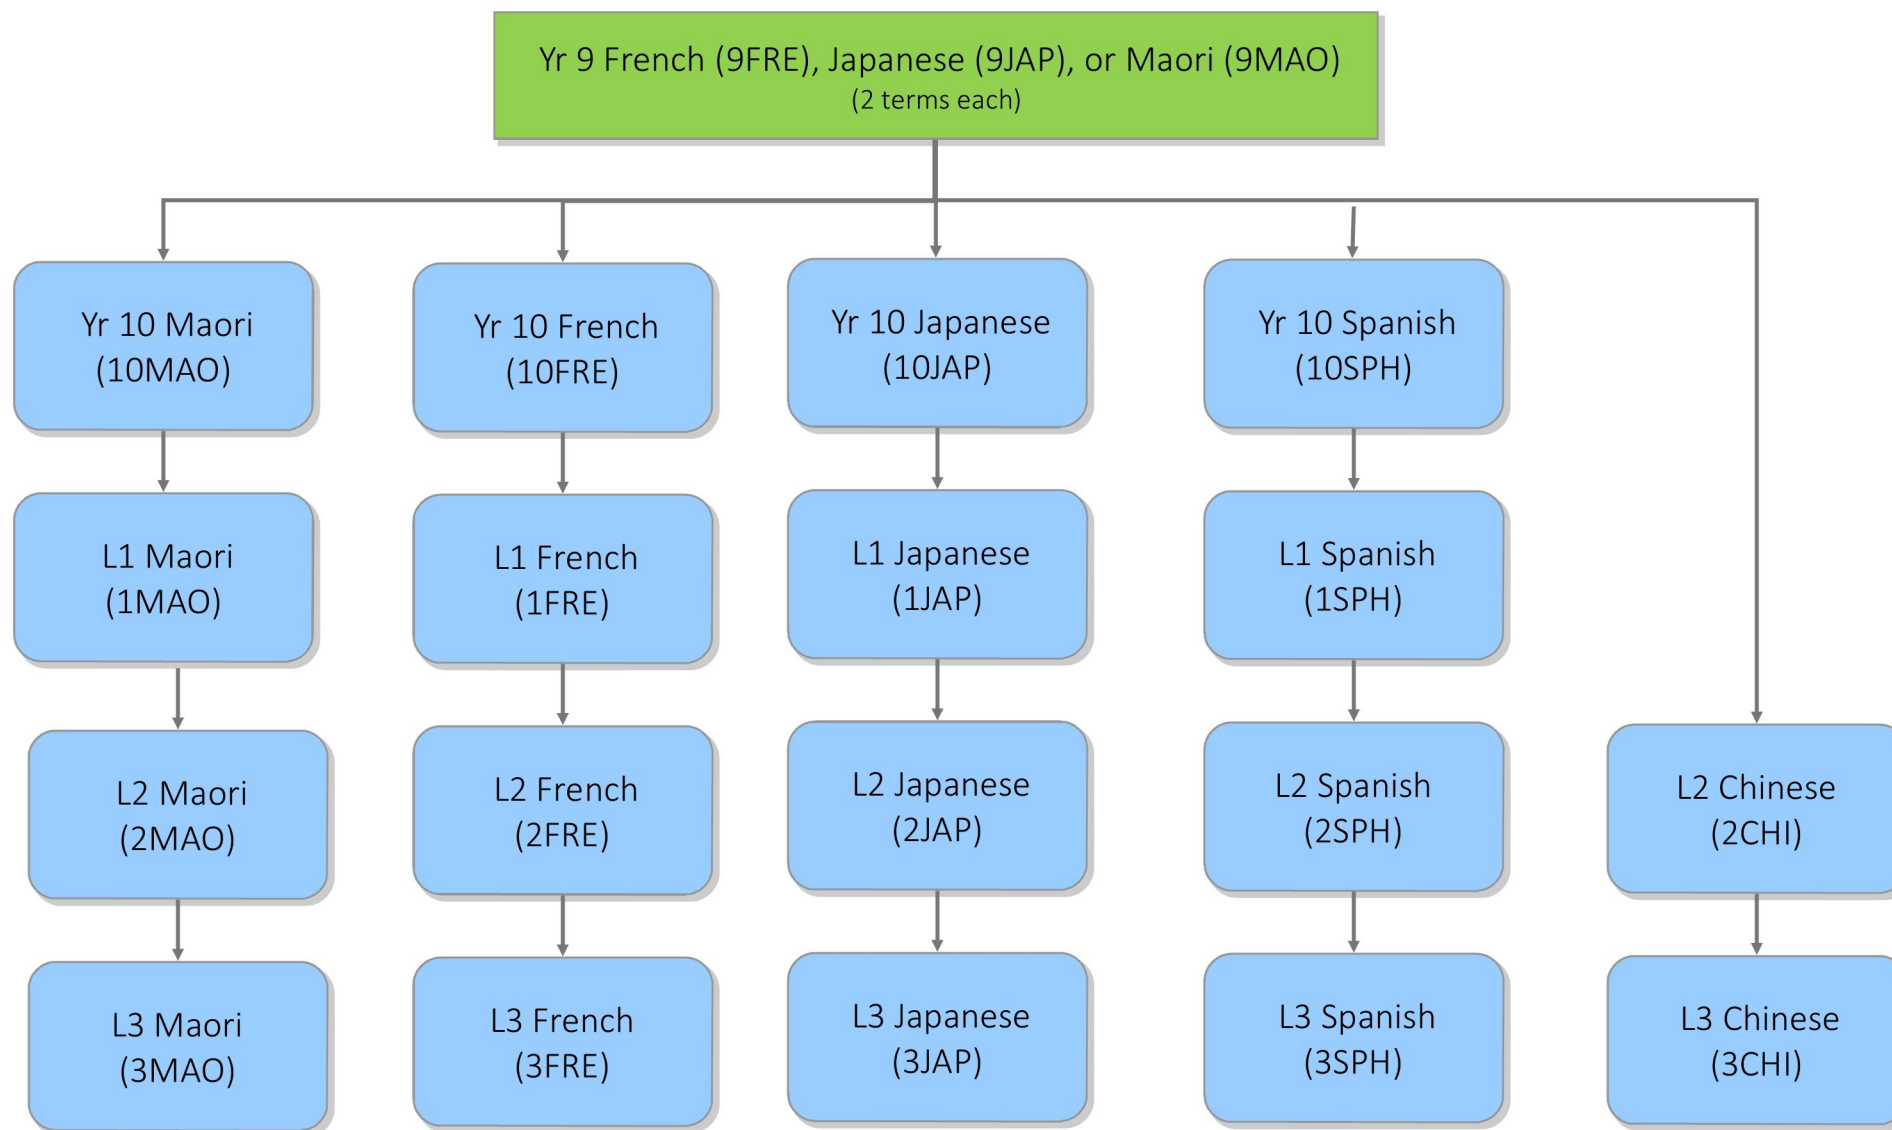 Yr 9 French (9FRE), Japanese (9JAP), or Maori (9MAO)
(2 terms each)
Yr 10 Maori
(10MAO)
Yr 10 French
(10FRE)
Yr 10 Japanese
(10JAP)
Yr 10 Spanish
(10SPH)
L1 Maori
(1MAO)
L1 French
(1FRE)
L1 Japanese
(1JAP)
L1 Spanish
(1SPH)
L2 Maori
(2MAO)
L2 French
(2FRE)
L2 Japanese
(2JAP)
L2 Spanish
(2SPH)
L2 Chinese
(2CHI)
L3 Maori
(3MAO)
L3 French
(3FRE)
L3 Japanese
(3JAP)
L3 Spanish
(3SPH)
L3 Chinese
(3CHI)